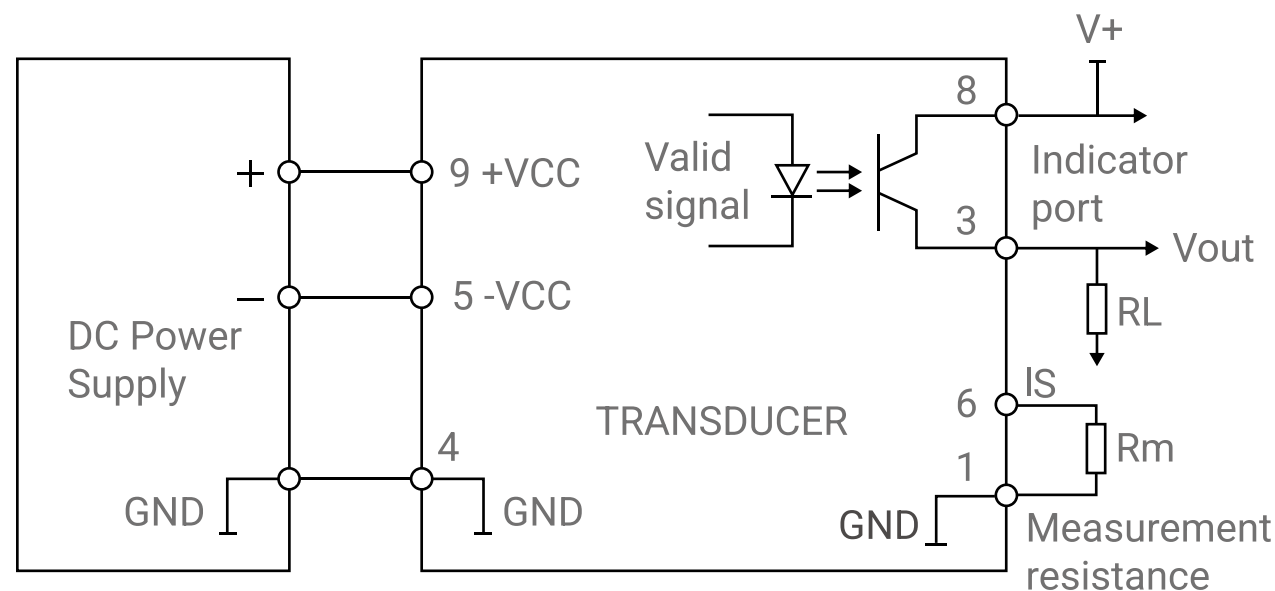 V+
8
+
9 +VCC
Valid
signal
Indicator
port
3
Vout
−
5 -VCC
RL
DC Power
Supply
TRANSDUCER
6
IS
4
Rm
1
GND
GND
GND
Measurement
resistance